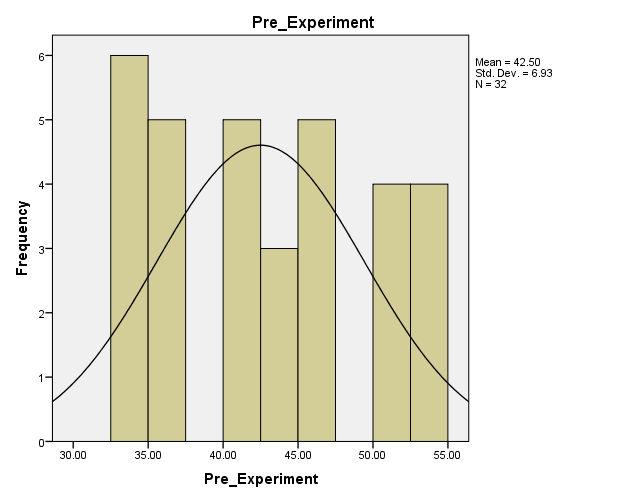 Pre_Experiment
Mean = 42.50
Std. Dev. = 6.93
N = 32
Frequency
6
5
4
3
2
1
0
30.00 35.00 40.00 45.00 50.00 55.00
Pre_Experiment